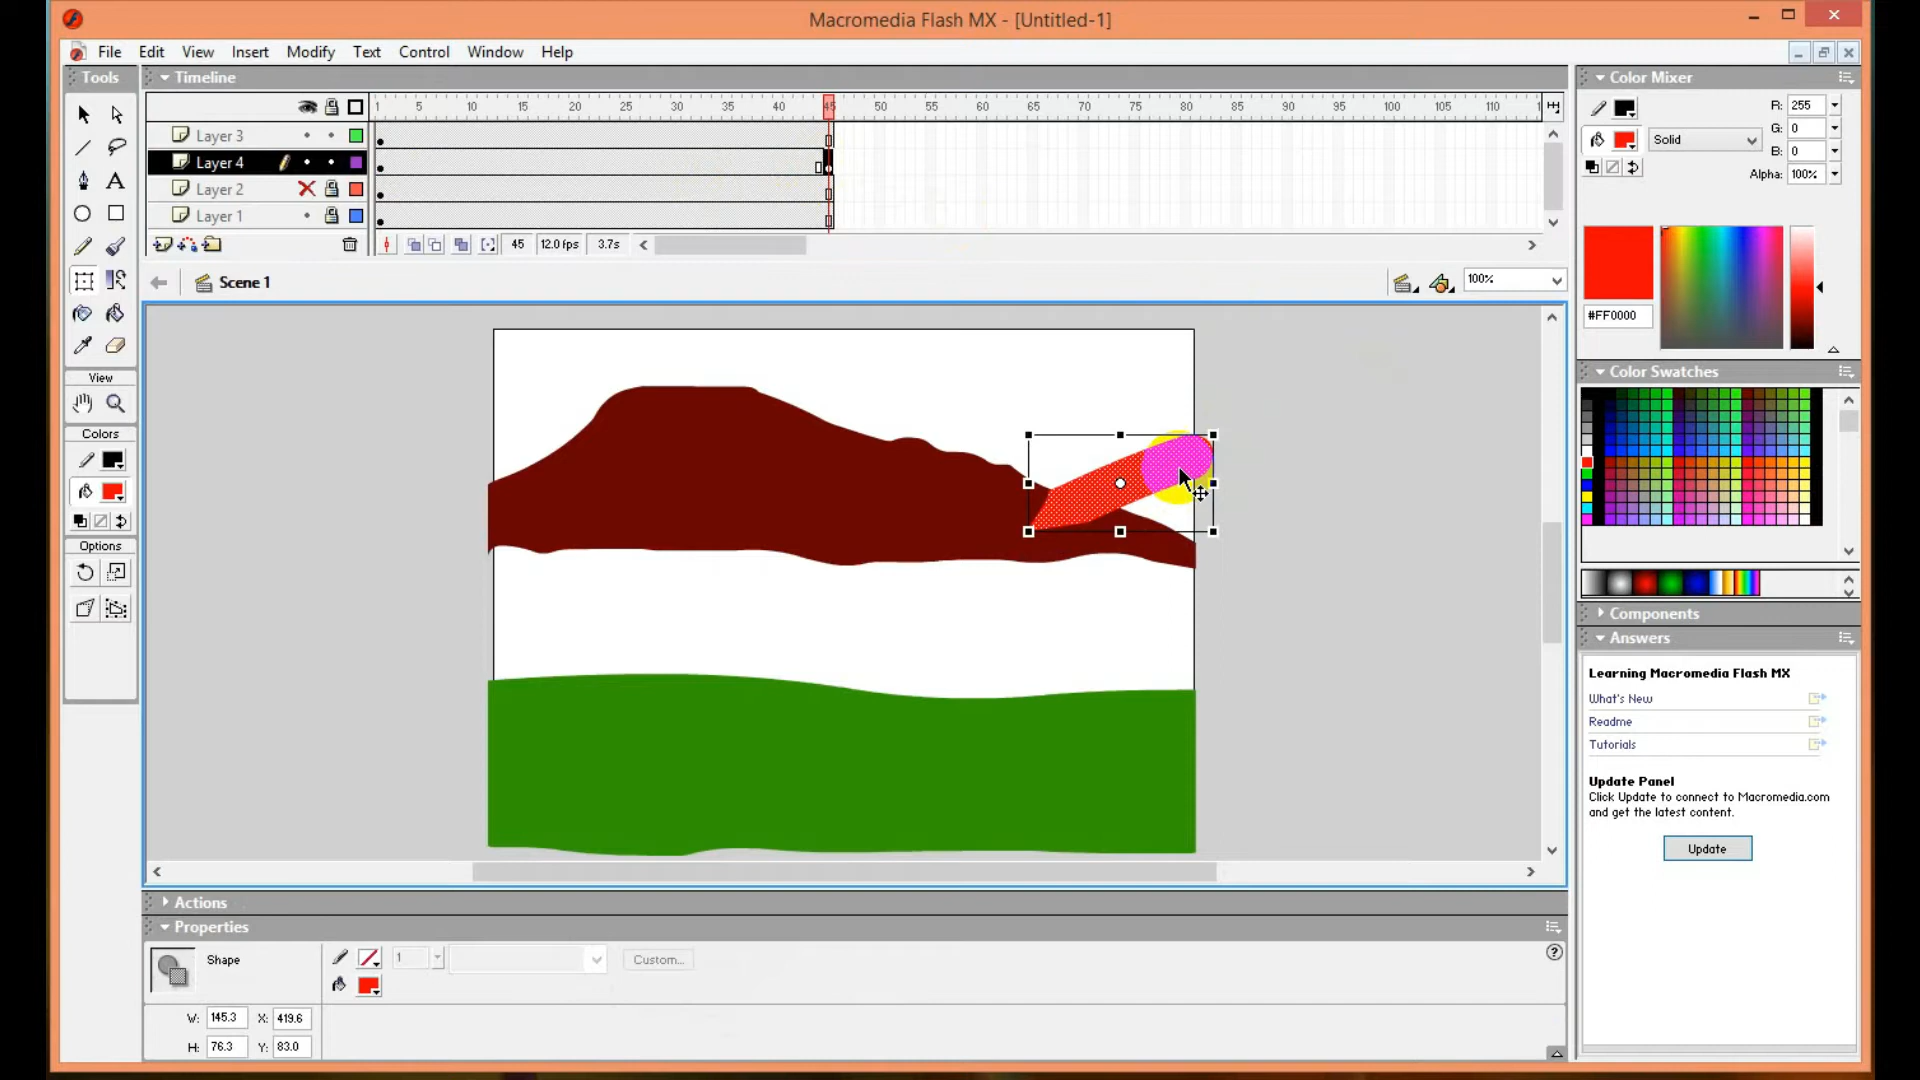 Macromedia Flash MX - [Untitled-1]
File Edit View Insert Modify Text Control Window Help
Tools
Timeline
1 5 10 15 20 25 30 35 40 45 50 55 60 65 70 75 80 85 90 95 100 105 110
Layer 3
Layer 4
Layer 2
Layer 1
45 12.0 fps 3.7s
Scene 1
100%
View
Colors
Options
Color Mixer
R: 255
Solid
G: 0
B: 0
Alpha: 100%
#FF0000
Color Swatches
Components
Answers
Learning Macromedia Flash MX
What's New
Readme
Tutorials
Update Panel
Click Update to connect to Macromedia.com
and get the latest content.
Update
Actions
Properties
Shape
1
Custom...
W: 145.3 X: 419.6
H: 76.3 Y: 83.0